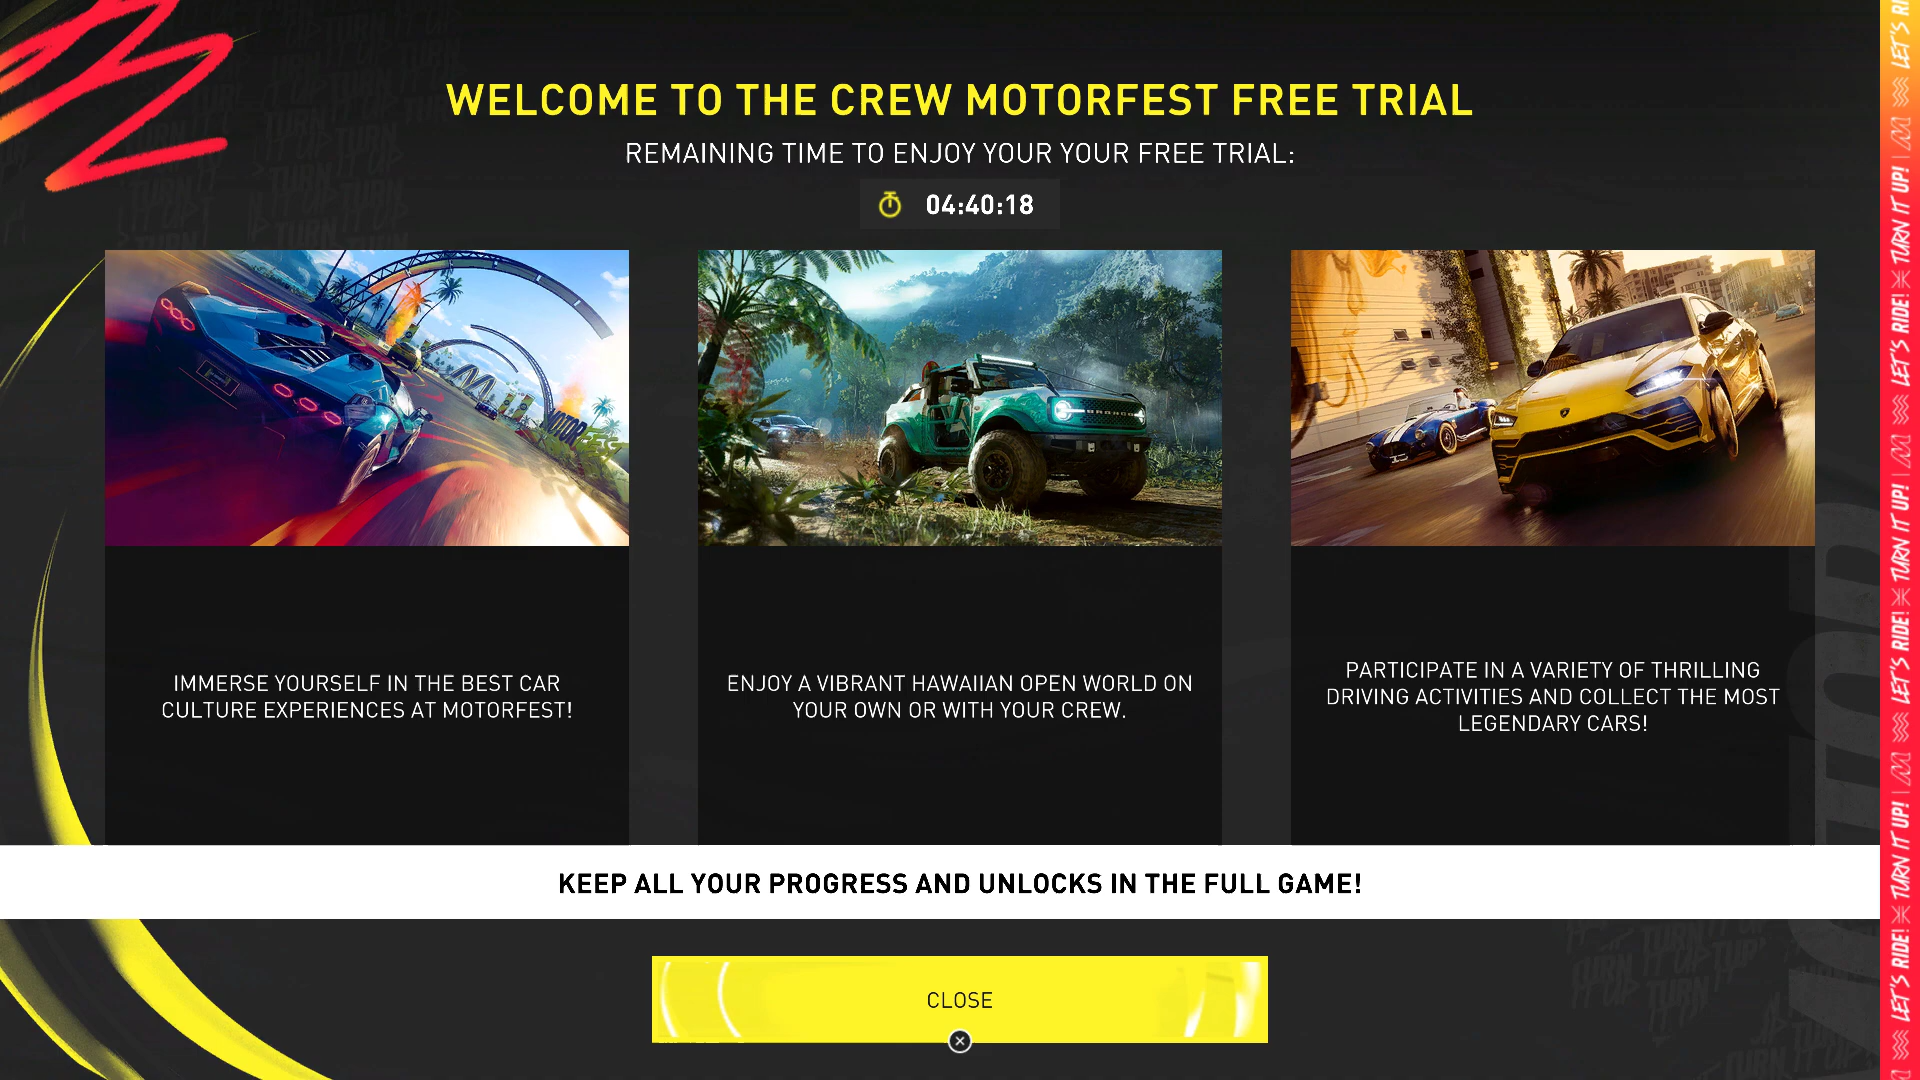 WELCOME TO THE CREW MOTORFEST FREE TRIAL
REMAINING TIME TO ENJOY YOUR YOUR FREE TRIAL:
04:40:18
BRONCO
MOTORFEST
IMMERSE YOURSELF IN THE BEST CAR
CULTURE EXPERIENCES AT MOTORFEST!
ENJOY A VIBRANT HAWAIIAN OPEN WORLD ON
YOUR OWN OR WITH YOUR CREW.
PARTICIPATE IN A VARIETY OF THRILLING
DRIVING ACTIVITIES AND COLLECT THE MOST
LEGENDARY CARS!
KEEP ALL YOUR PROGRESS AND UNLOCKS IN THE FULL GAME!
CLOSE
LET'S RIDE! TURN IT UP! LET'S RIDE! TURN IT UP! LET'S RIDE! TURN IT UP! LET'S RI